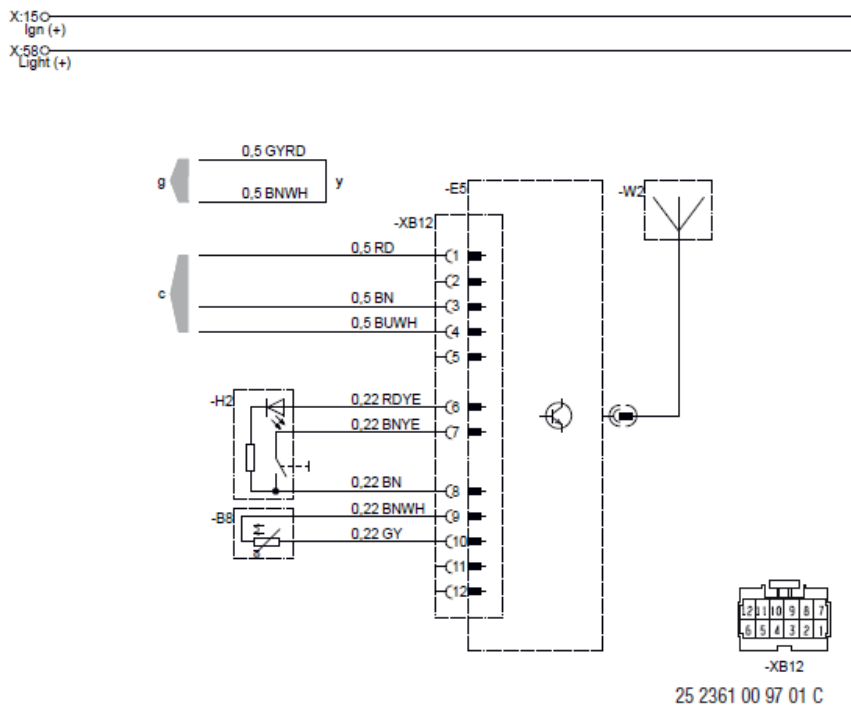 X:15
Ign (+)
X:58
Light (+)
0,5 GYRD
g
y
0,5 BNWH
-E5
-W2
-XB12
0,5 RD
1
2
c
0,5 BN
3
0,5 BUWH
4
5
-H2
0,22 RDYE
6
0,22 BNYE
7
0,22 BN
8
0,22 BNWH
9
-B8
0,22 GY
10
11
12
12 11 10 9 8 7
6 5 4 3 2 1
-XB12
25 2361 00 97 01 C